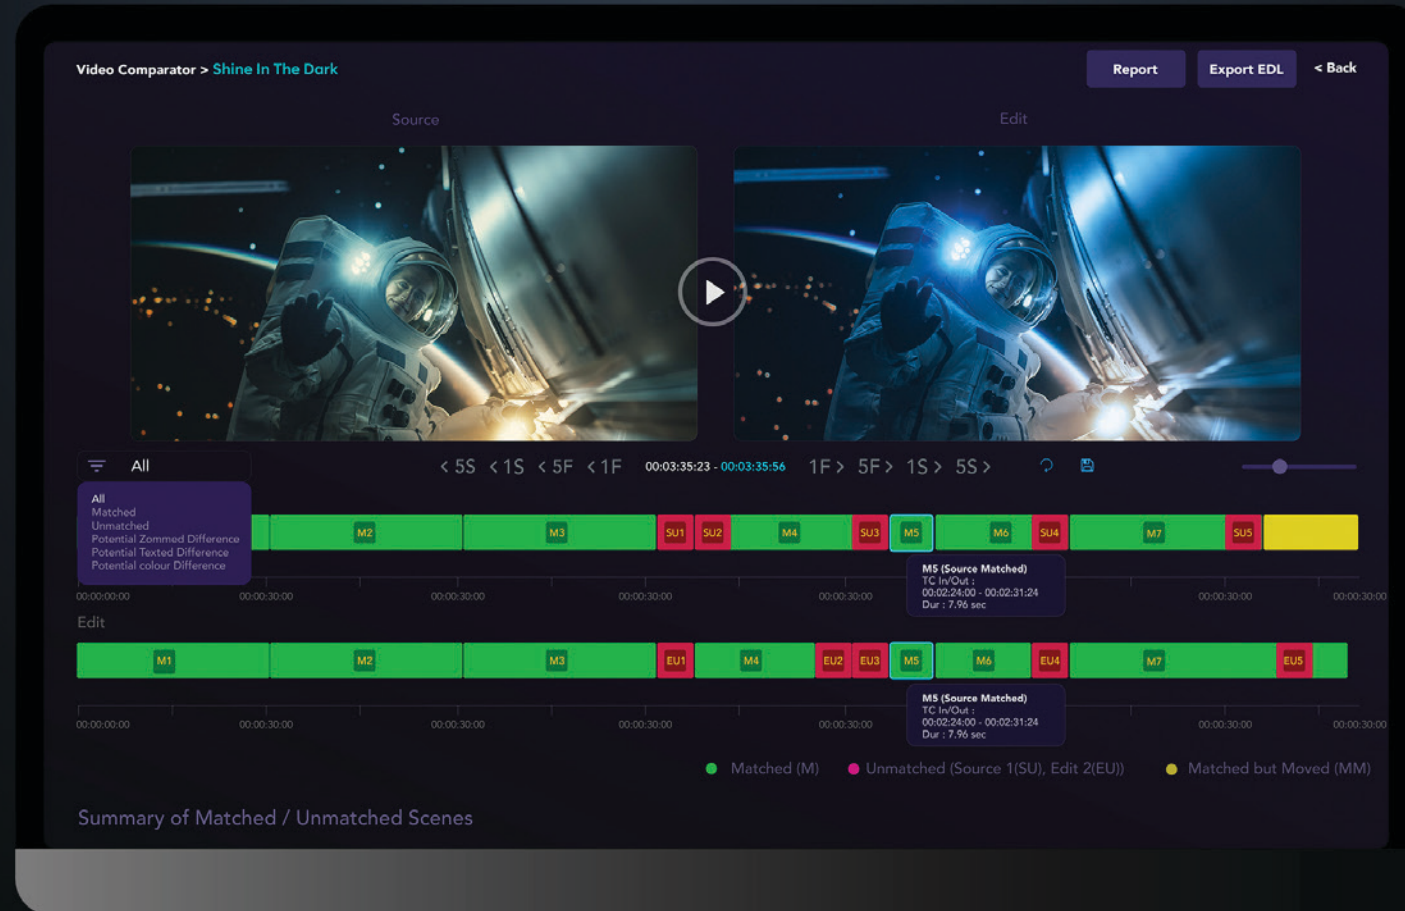 Video Comparator > Shine In The Dark
Report
Export EDL
< Back
Source
Edit
All
< 5S < 1S < 5F < 1F 00:03:35:23 - 00:03:35:56 1F > 5F > 1S > 5S >
All
Matched
Unmatched
Potential Zommed Difference
Potential Texted Difference
Potential colour Difference
M2 M3 SU1 SU2 M4 SU3 M5 M6 SU4 M7 SU5
M5 (Source Matched)
TC In/Out :
00:02:24:00 - 00:02:31:24
Dur : 7.96 sec
00:00:00:00 00:00:30:00 00:00:30:00 00:00:30:00 00:00:30:00 00:00:30:00 00:00:30:00
Edit
M1 M2 M3 EU1 M4 EU2 EU3 M5 M6 EU4 M7 EU5
M5 (Source Matched)
TC In/Out :
00:02:24:00 - 00:02:31:24
Dur : 7.96 sec
00:00:00:00 00:00:30:00 00:00:30:00 00:00:30:00 00:00:30:00 00:00:30:00 00:00:30:00
Matched (M) Unmatched (Source 1(SU), Edit 2(EU)) Matched but Moved (MM)
Summary of Matched / Unmatched Scenes